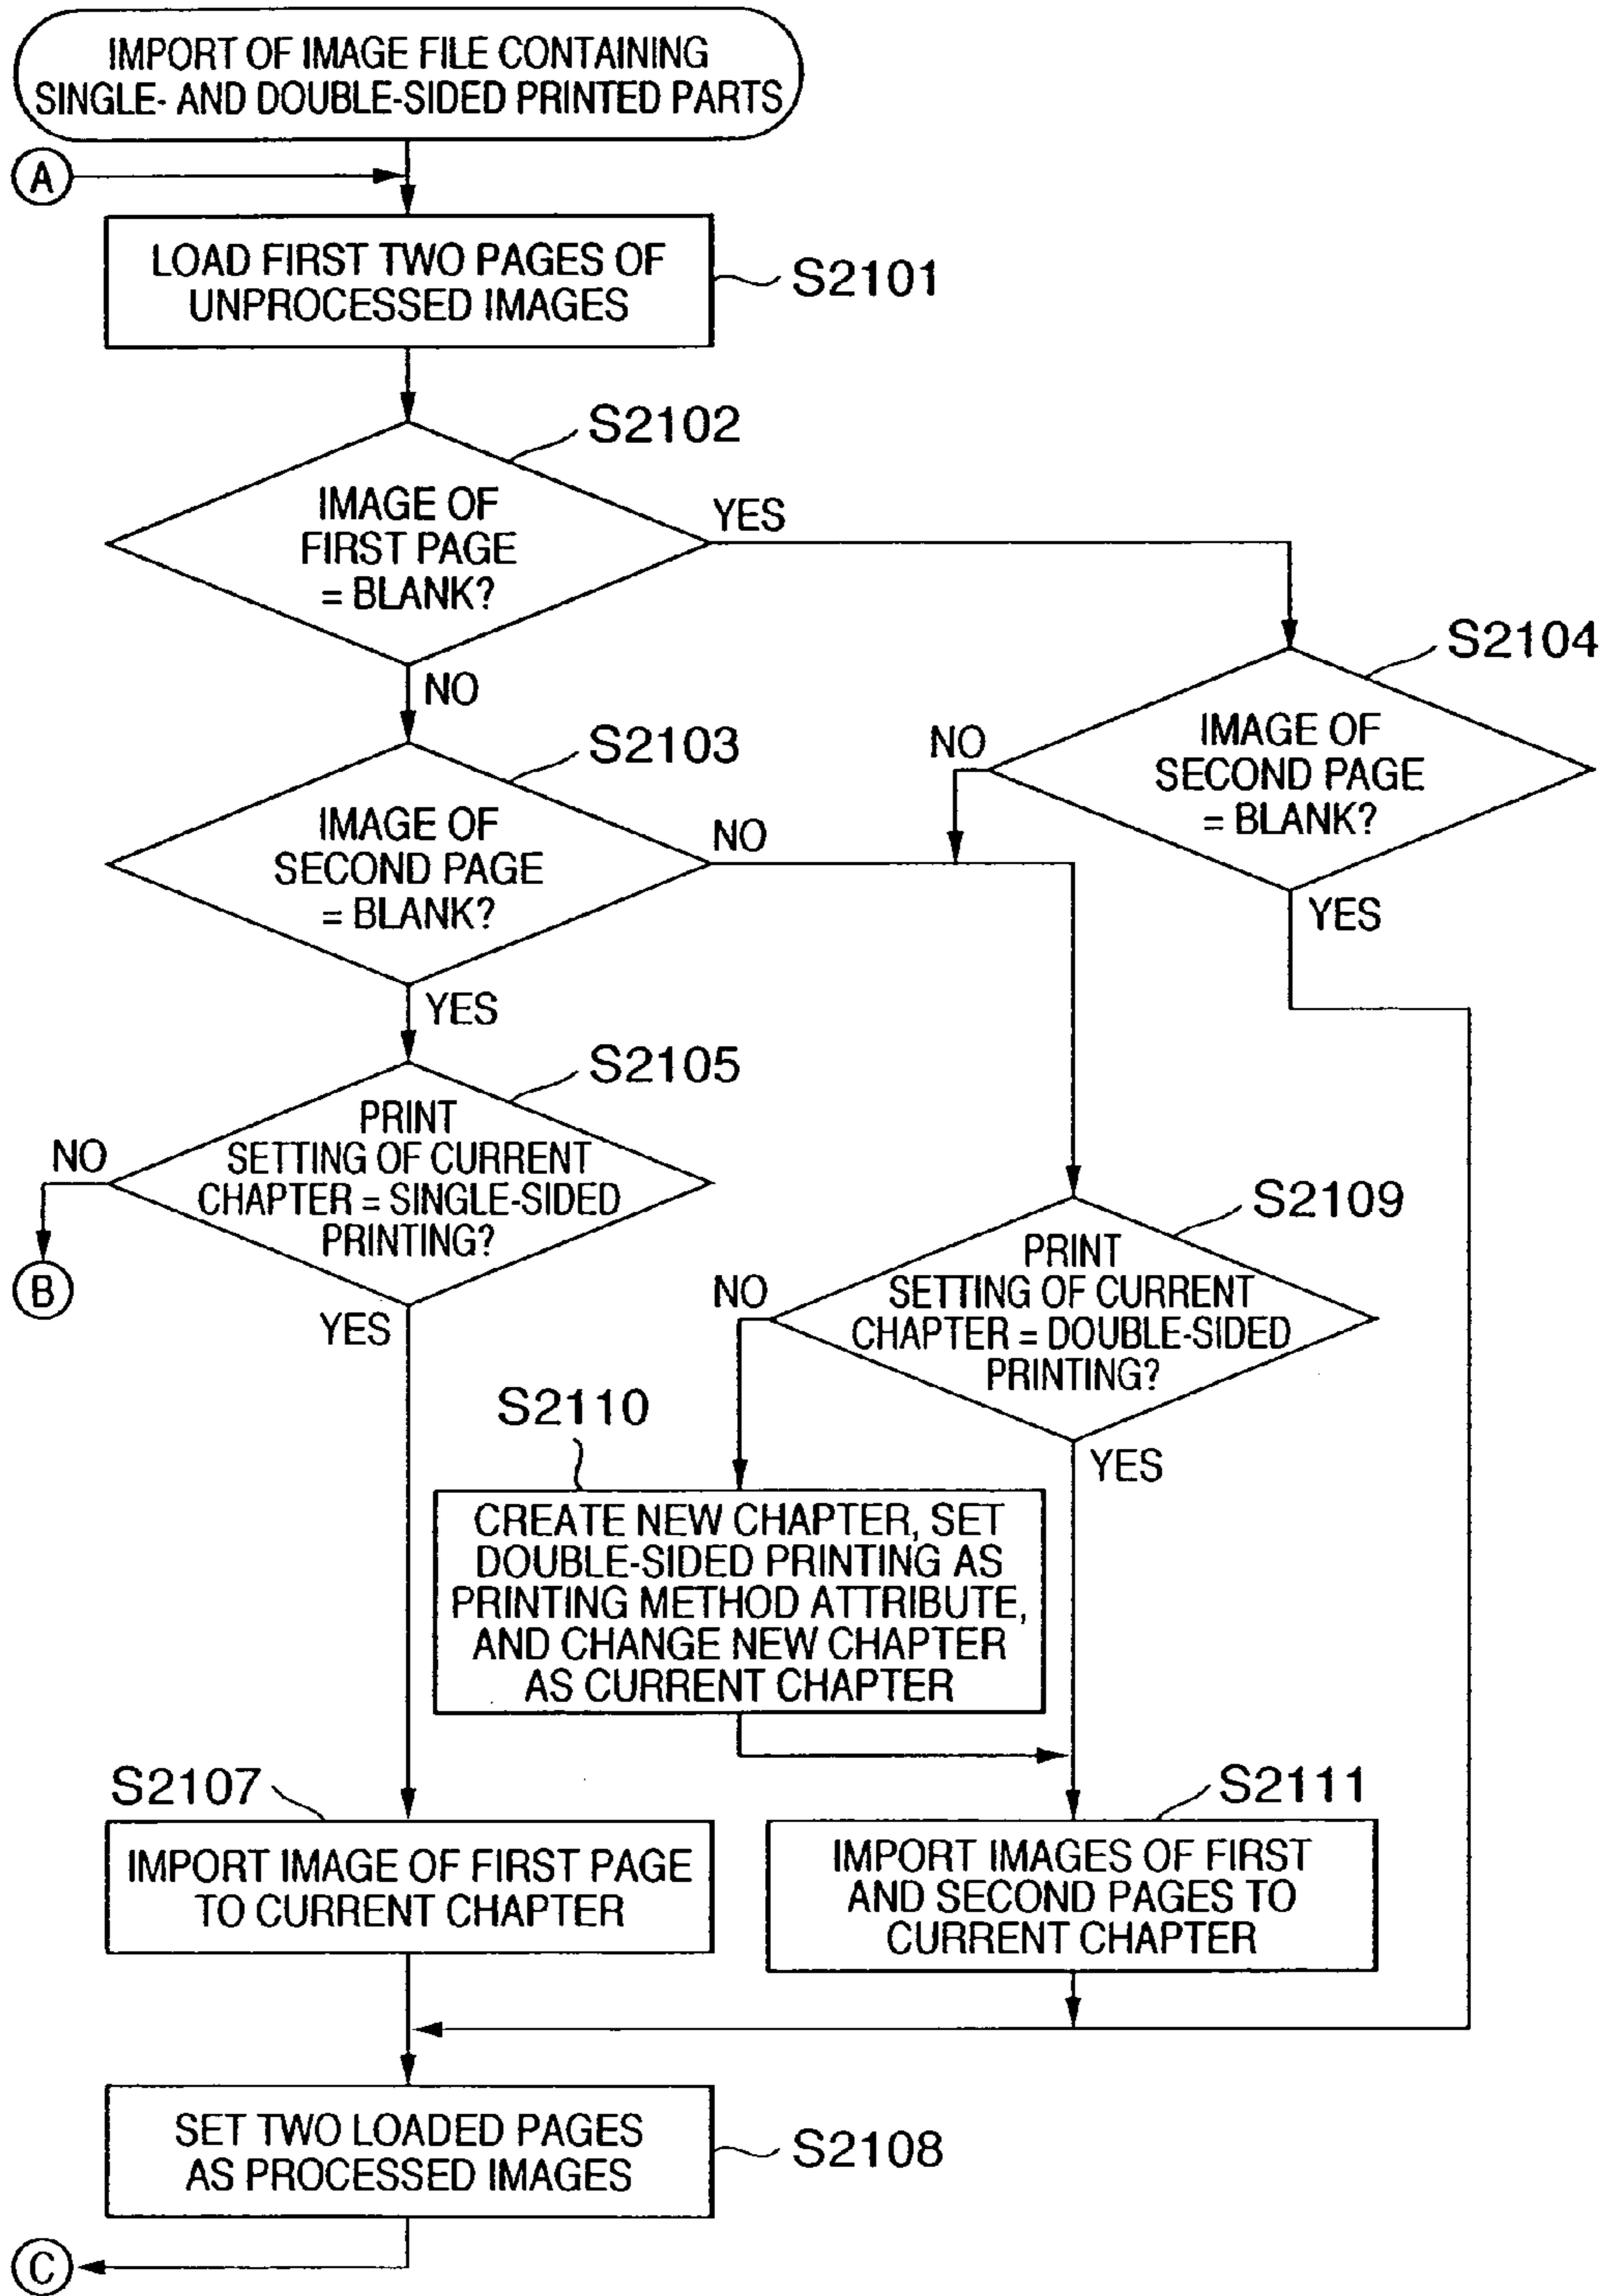 IMPORT OF IMAGE FILE CONTAINING
SINGLE- AND DOUBLE-SIDED PRINTED PARTS
A
LOAD FIRST TWO PAGES OF
UNPROCESSED IMAGES
S2101
S2102
IMAGE OF
FIRST PAGE
= BLANK?
YES
NO
S2104
IMAGE OF
SECOND PAGE
= BLANK?
NO
YES
S2103
IMAGE OF
SECOND PAGE
= BLANK?
NO
YES
S2105
PRINT
SETTING OF CURRENT
CHAPTER = SINGLE-SIDED
PRINTING?
NO
B
YES
S2109
PRINT
SETTING OF CURRENT
CHAPTER = DOUBLE-SIDED
PRINTING?
NO
YES
S2110
CREATE NEW CHAPTER, SET
DOUBLE-SIDED PRINTING AS
PRINTING METHOD ATTRIBUTE,
AND CHANGE NEW CHAPTER
AS CURRENT CHAPTER
S2107
IMPORT IMAGE OF FIRST PAGE
TO CURRENT CHAPTER
S2111
IMPORT IMAGES OF FIRST
AND SECOND PAGES TO
CURRENT CHAPTER
SET TWO LOADED PAGES
AS PROCESSED IMAGES
S2108
C